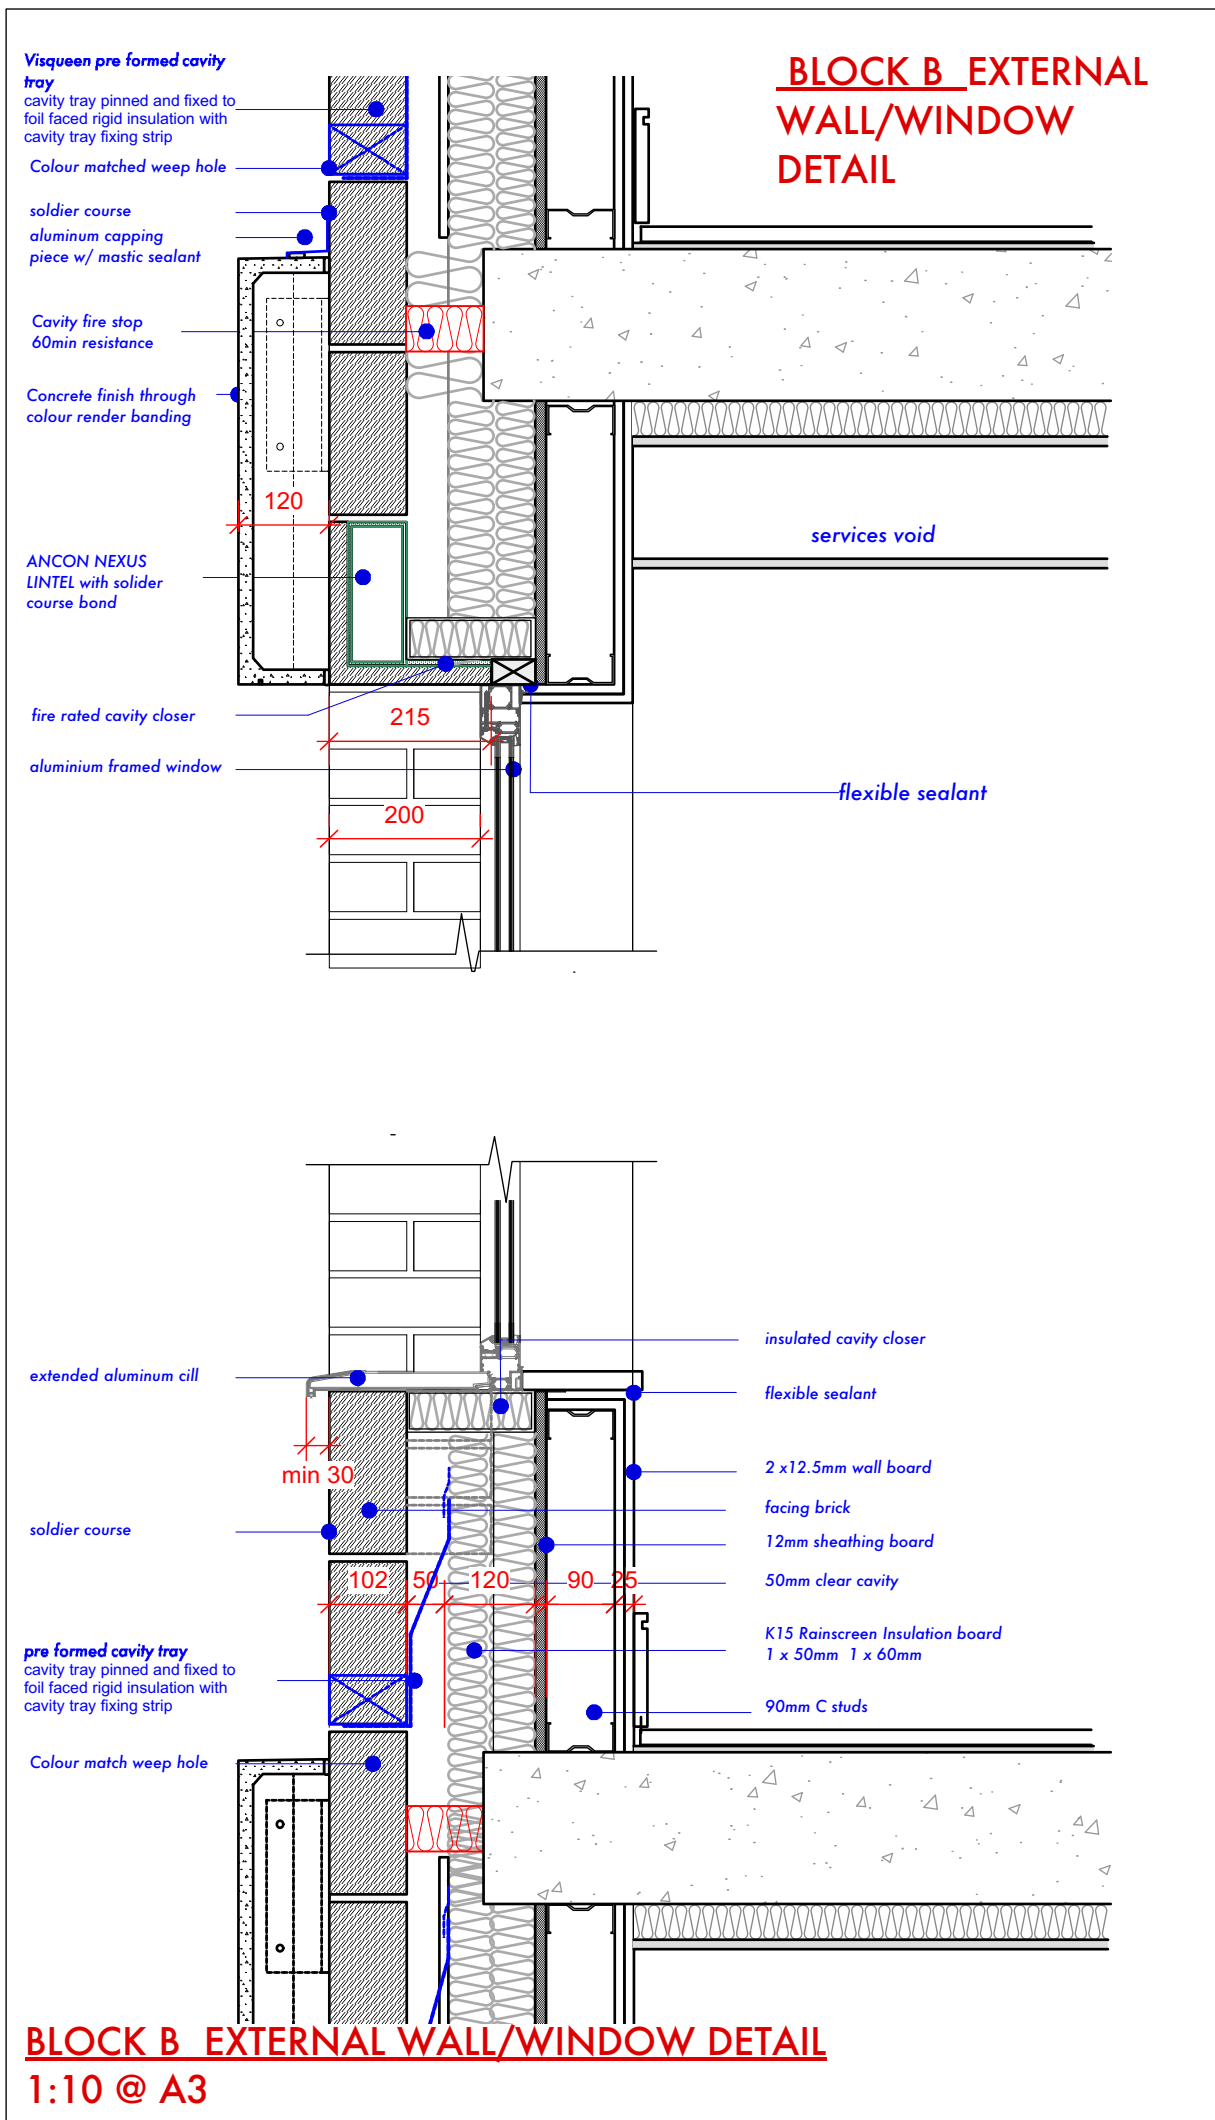 Visqueen pre formed cavity
tray
cavity tray pinned and fixed to
foil faced rigid insulation with
cavity tray fixing strip
BLOCK B EXTERNAL
WALL/WINDOW
DETAIL
Colour matched weep hole
soldier course
aluminum capping
piece w/ mastic sealant
Cavity fire stop
60min resistance
Concrete finish through
colour render banding
120
services void
ANCON NEXUS
LINTEL with solider
course bond
fire rated cavity closer
215
aluminium framed window
flexible sealant
200
insulated cavity closer
extended aluminum cill
flexible sealant
min 30
2 x12.5mm wall board
facing brick
soldier course
12mm sheathing board
102 50 120 90 25
50mm clear cavity
K15 Rainscreen Insulation board
1 x 50mm 1 x 60mm
pre formed cavity tray
cavity tray pinned and fixed to
foil faced rigid insulation with
cavity tray fixing strip
90mm C studs
Colour match weep hole
BLOCK B EXTERNAL WALL/WINDOW DETAIL
1:10 @ A3